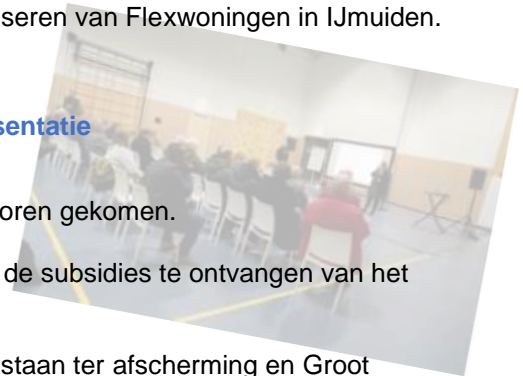 seren van Flexwoningen in IJmuiden.
sentatie
oren gekomen.
de subsidies te ontvangen van het
staan ter afscherming en Groot